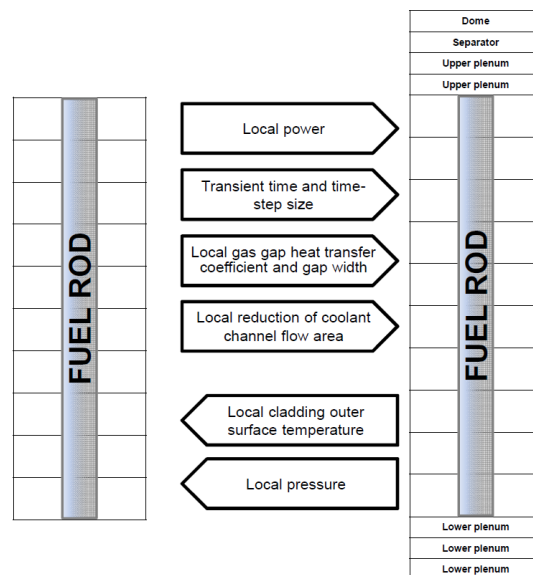 Dome
Separator
Upper plenum
Upper plenum
FUEL ROD
Local power
Transient time and time-
step size
Local gas gap heat transfer
coefficient and gap width
Local reduction of coolant
channel flow area
Local cladding outer
surface temperature
Local pressure
FUEL ROD
Lower plenum
Lower plenum
Lower plenum